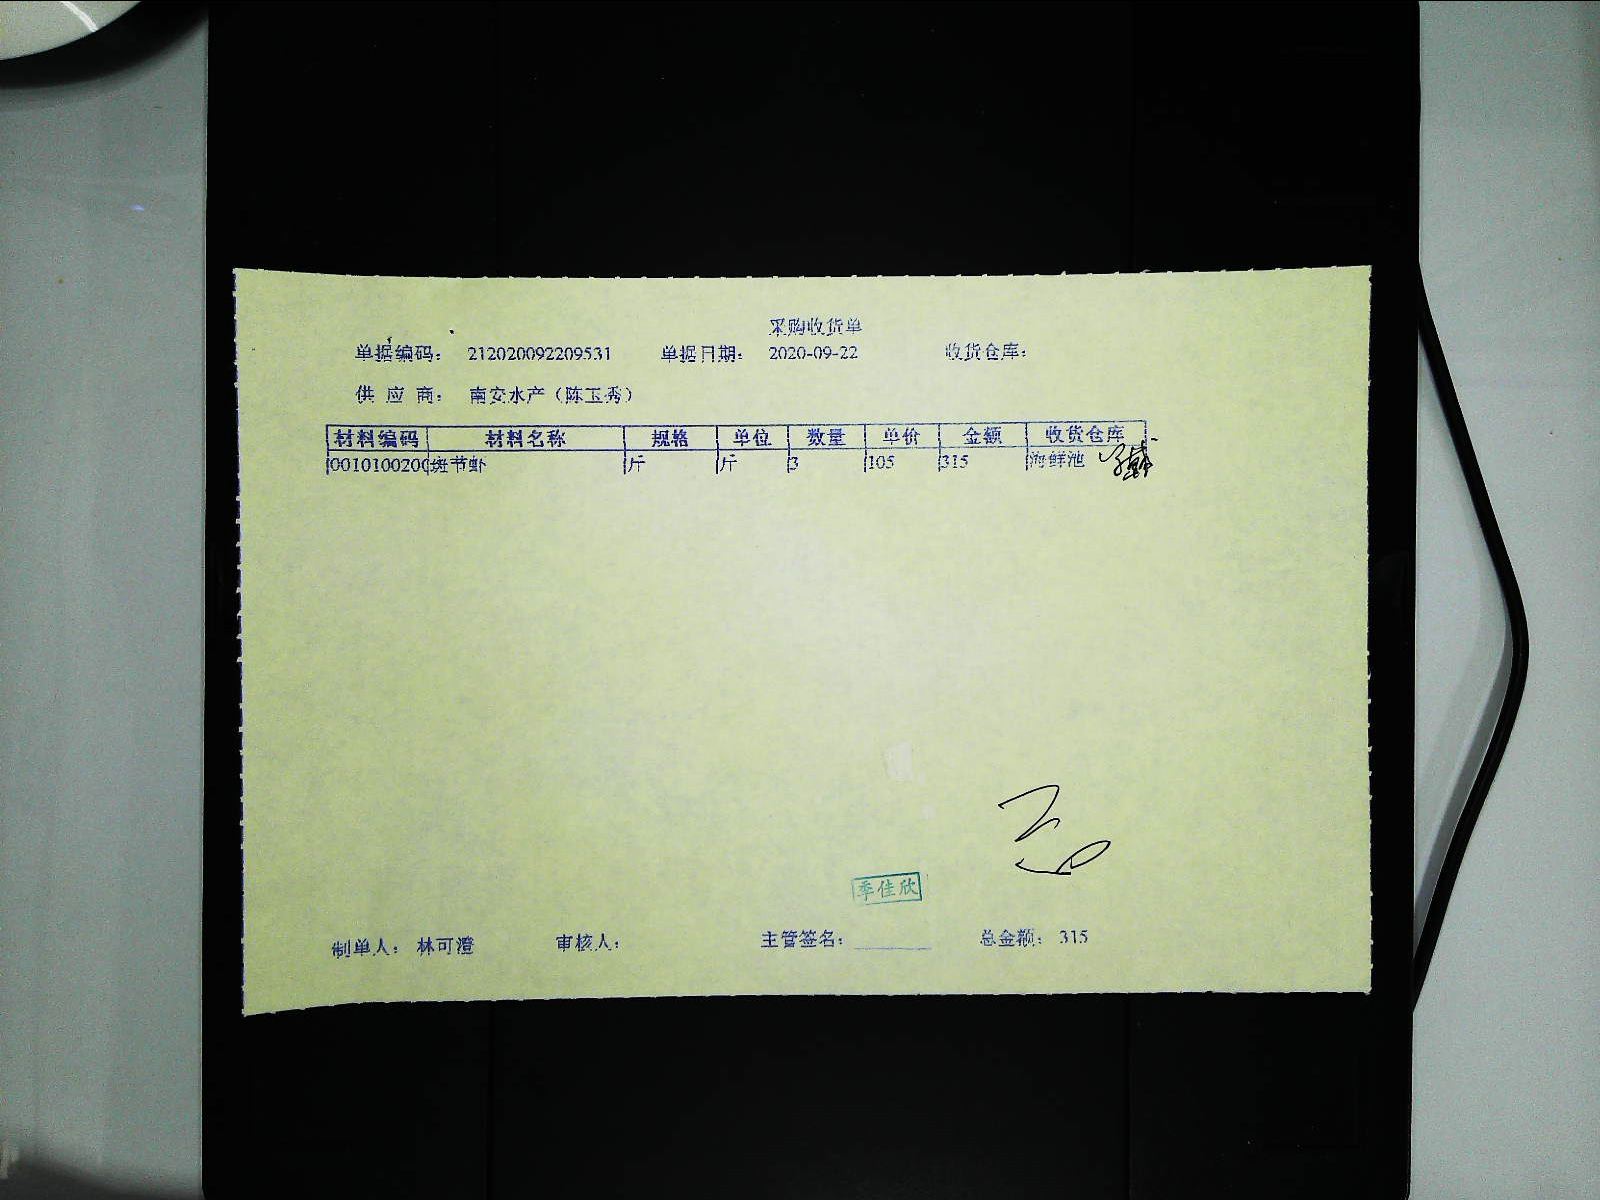 采购收货单
单据编码： 212020092209531 单据日期： 2020-09-22 收货仓库：
供 应 商： 南安水产（陈玉秀）
材料编码 材料名称 规格 单位 数量 单价 金额 收货仓库
0010100200 斑节虾 斤 斤 3 105 315 海鲜池
季佳欣
制单人： 林可澄 审核人： 主管签名： 总金额： 315